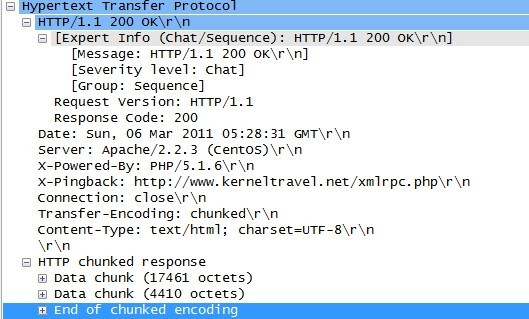 Hypertext Transfer Protocol
HTTP/1.1 200 OK\r\n
[Expert Info (Chat/Sequence): HTTP/1.1 200 OK\r\n]
[Message: HTTP/1.1 200 OK\r\n]
[Severity level: Chat]
[Group: Sequence]
Request Version: HTTP/1.1
Response Code: 200
Date: Sun, 06 Mar 2011 05:28:31 GMT\r\n
Server: Apache/2.2.3 (CentOS)\r\n
X-Powered-By: PHP/5.1.6\r\n
X-Pingback: http://www.kerneltravel.net/xmlrpc.php\r\n
Connection: close\r\n
Transfer-Encoding: chunked\r\n
Content-Type: text/html; charset=UTF-8\r\n
\r\n
HTTP chunked response
Data chunk (17461 octets)
Data chunk (4410 octets)
End of chunked encoding